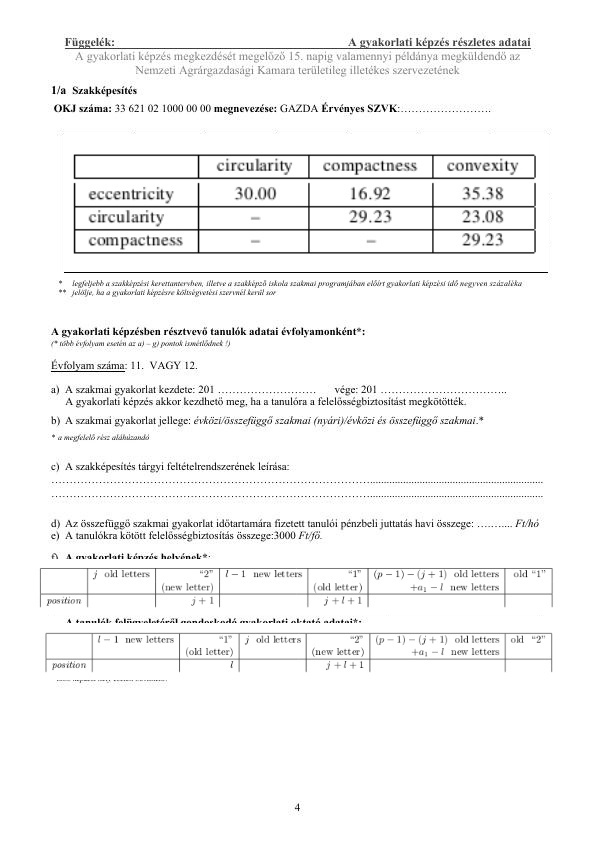 Függelék: A gyakorlati képzés részletes adatai
A gyakorlati képzés megkezdését megelőző 15. napig valamennyi példánya megküldendő az
Nemzeti Agrárgazdasági Kamara területileg illetékes szervezetének
1/a Szakképesítés
OKJ száma: 33 621 02 1000 00 00 megnevezése: GAZDA Érvényes SZVK:…………………….
circularity compactness convexity
eccentricity 30.00 16.92 35.38
circularity – 29.23 23.08
compactness – – 29.23
* legfeljebb a szakképzési kerettantervben, illetve a szakképző iskola szakmai programjában előírt gyakorlati képzési idő negyven százaléka
** jelölje, ha a gyakorlati képzésre költségvetési szervnél kerül sor
A gyakorlati képzésben résztvevő tanulók adatai évfolyamonként*:
(* több évfolyam esetén az a) – g) pontok ismétlődnek !)
Évfolyam száma: 11. VAGY 12.
a) A szakmai gyakorlat kezdete: 201 ……………………… vége: 201 ……………………………..
A gyakorlati képzés akkor kezdhető meg, ha a tanulóra a felelősségbiztosítást megkötötték.
b) A szakmai gyakorlat jellege: évközi/összefüggő szakmai (nyári)/évközi és összefüggő szakmai.*
* a megfelelő rész aláhúzandó
c) A szakképesítés tárgyi feltételrendszerének leírása:
……………………………………………………………………………................................................................
……………………………………………………………………………................................................................
d) Az összefüggő szakmai gyakorlat időtartamára fizetett tanulói pénzbeli juttatás havi összege: ……..... Ft/hó
e) A tanulókra kötött felelősségbiztosítás összege:3000 Ft/fő.
f) A gyakorlati képzés helyének*:
j old letters “2” l − 1 new letters “1” (p − 1) − (j + 1) old letters old “1”
(new letter) (old letter) +a₁ − l new letters
position j + 1 j + l + 1
A tanulók felügyeletéről gondoskodó gyakorlati oktató adatai*:
l − 1 new letters “1” j old letters “2” (p − 1) − (j + 1) old letters old “2”
(old letter) (new letter) +a₁ − l new letters
position l j + l + 1
4